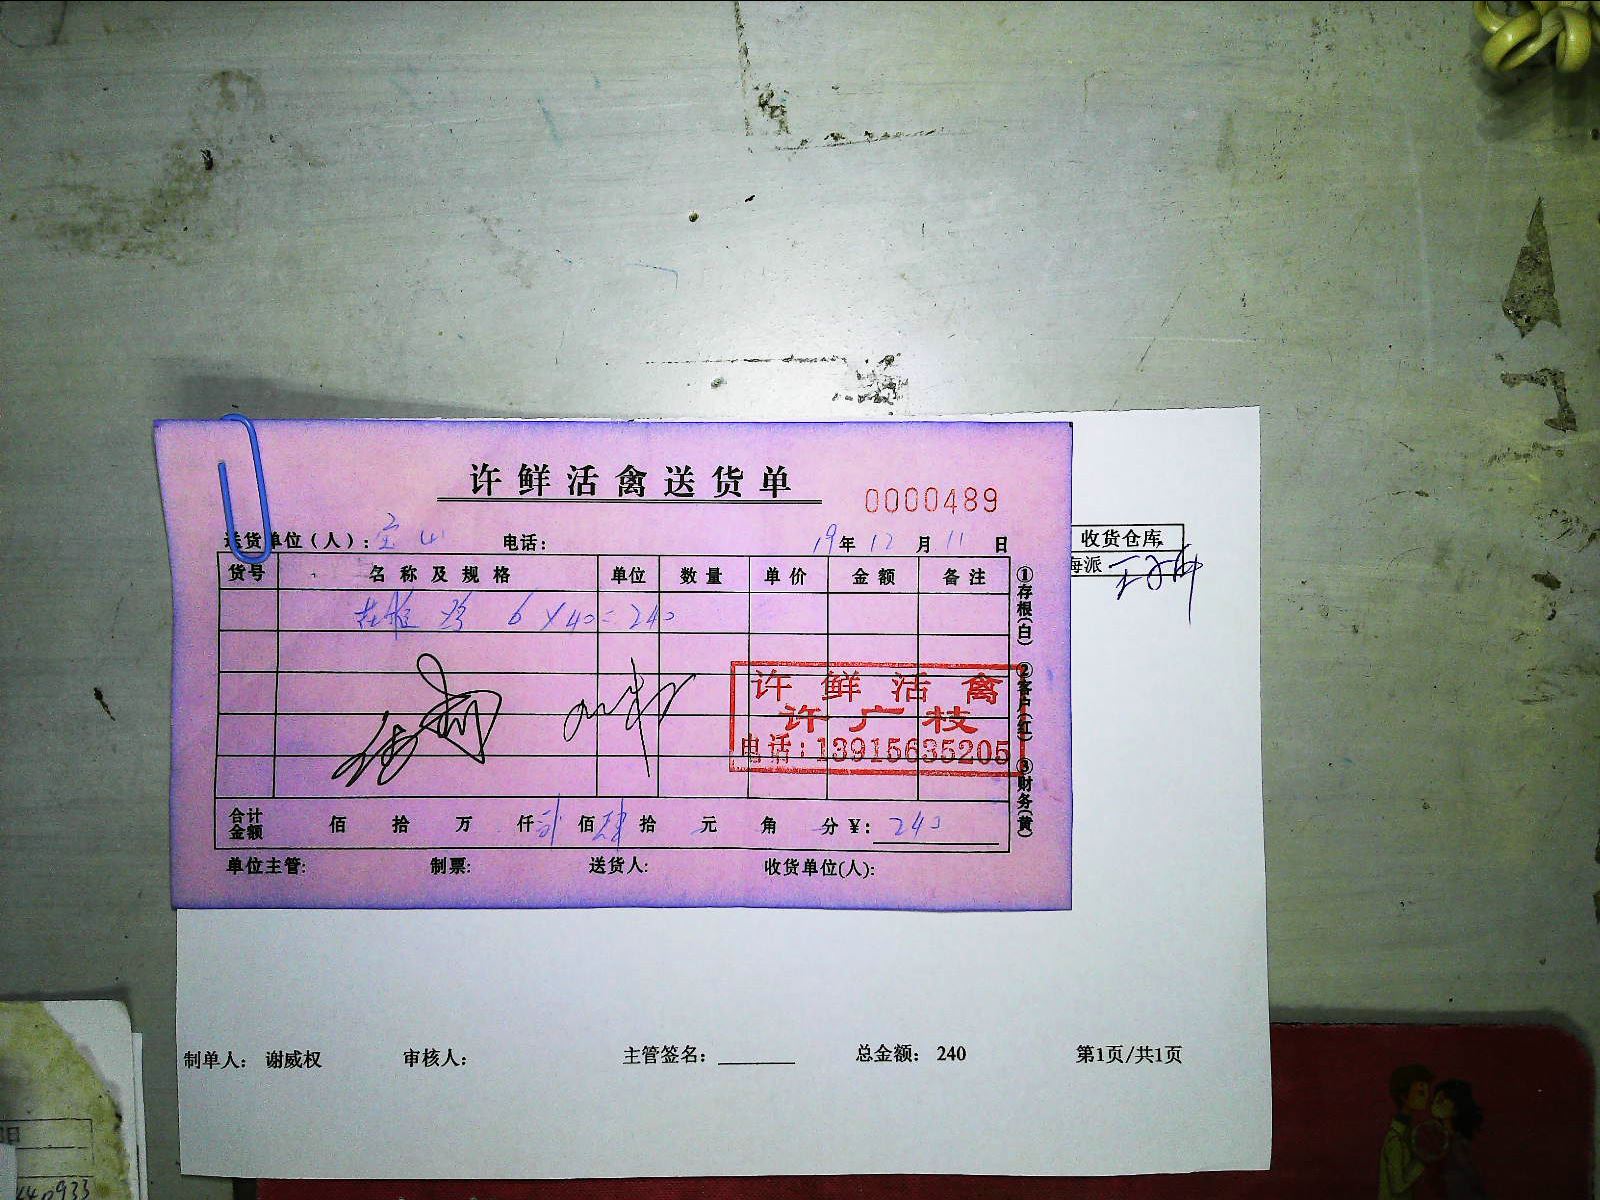 许鲜活禽送货单
0000489
送货单位(人): 电话: 19年12月11日
货号 名称及规格 单位 数量 单价 金额 备注
6×40=240
①存根(白) ②客户(红) ③财务(黄)
许鲜活禽
许广枝
电话:13915635205
合计金额 佰 拾 万 仟 贰佰 肆拾 元 角 分 ¥: 240
单位主管: 制票: 送货人: 收货单位(人):
收货仓库
海派
制单人: 谢威权 审核人: 主管签名: 总金额: 240 第1页/共1页